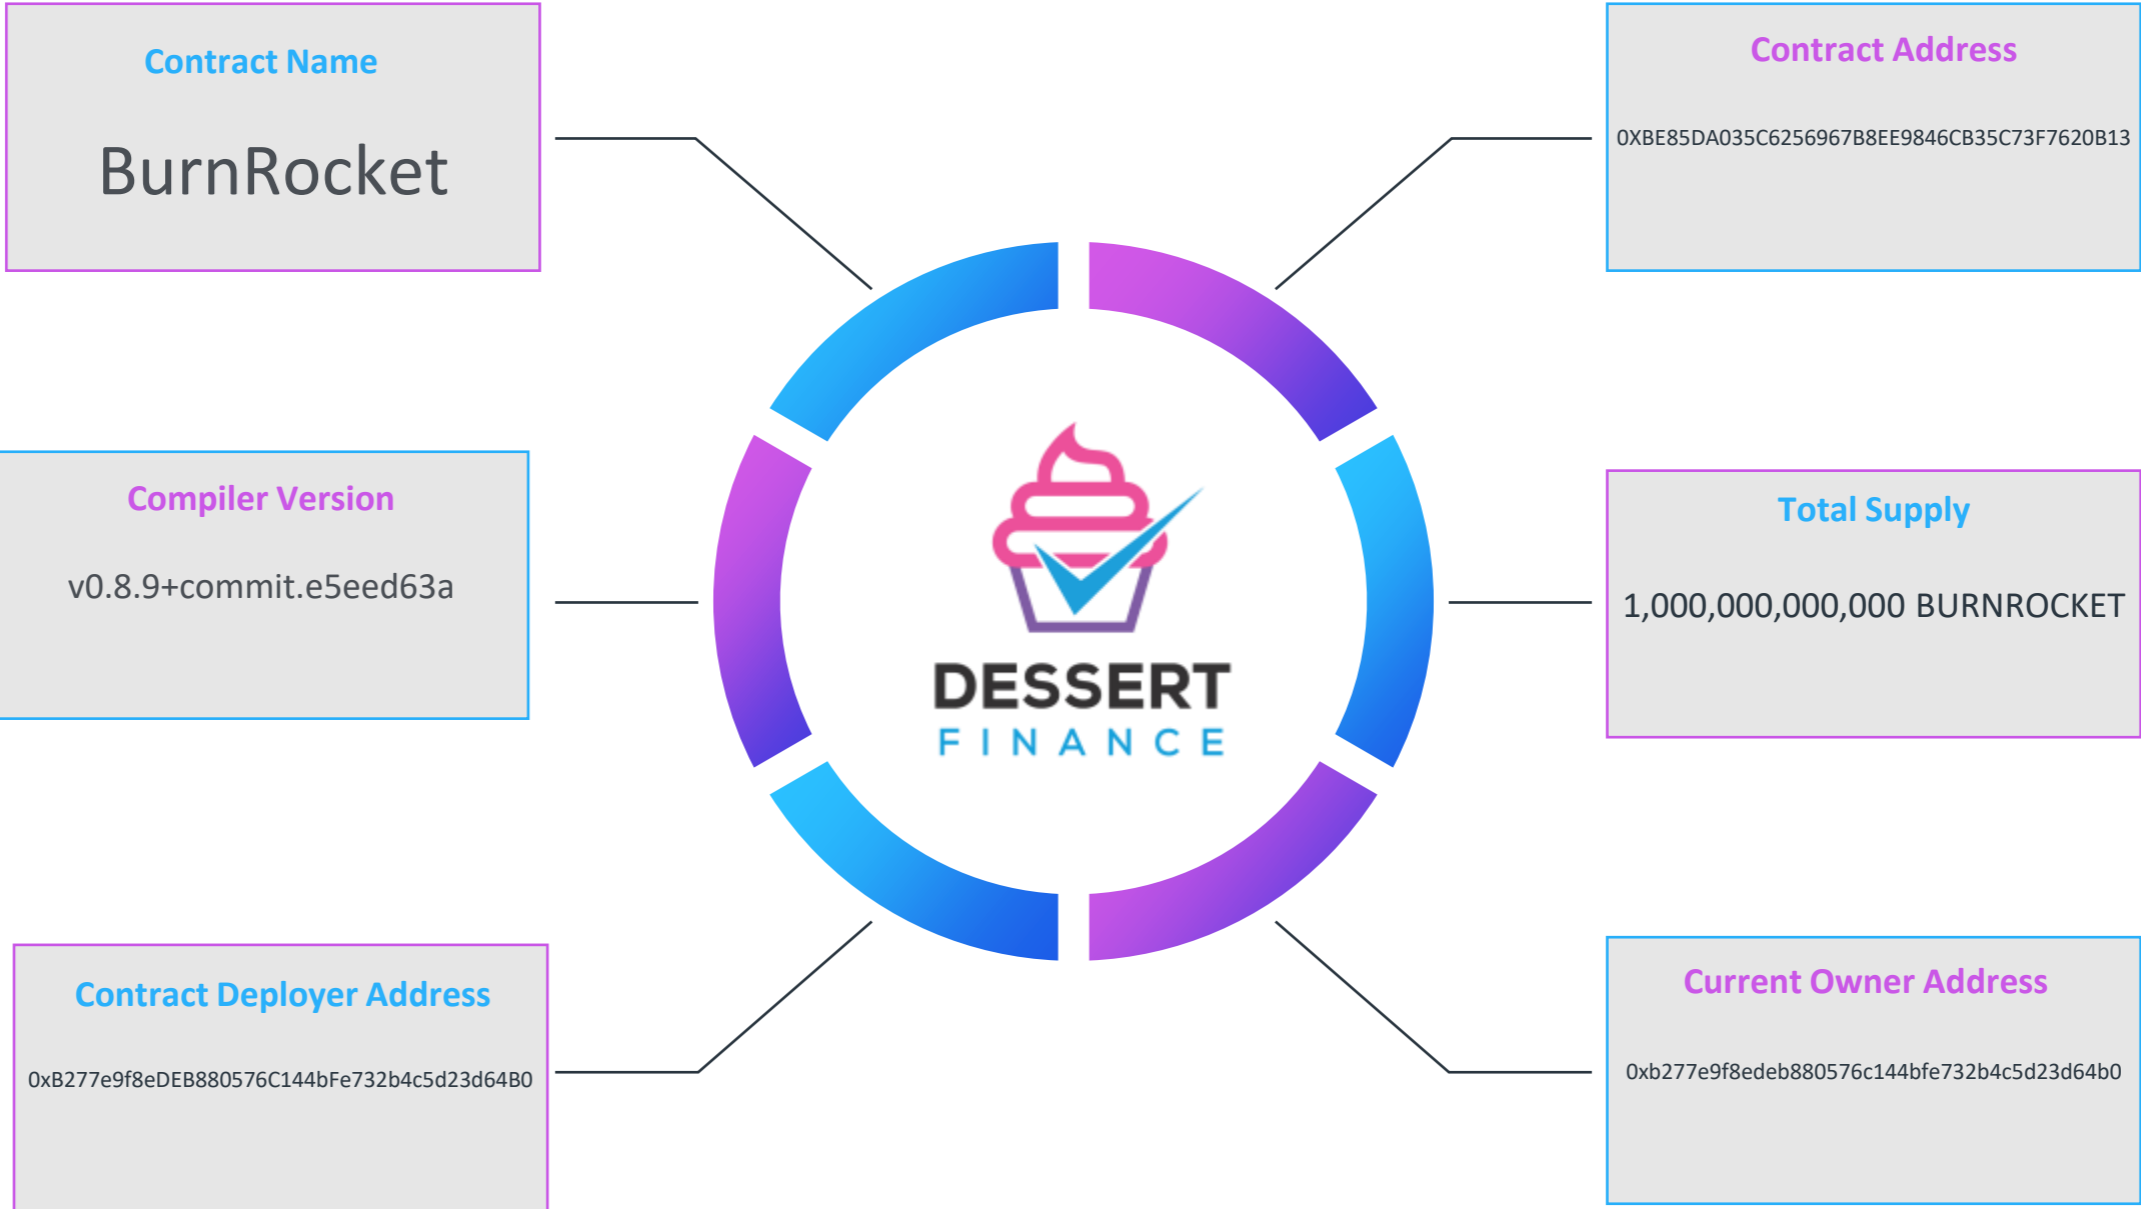 Contract Name
BurnRocket
Contract Address
0XBE85DA035C6256967B8EE9846CB35C73F7620B13
Compiler Version
v0.8.9+commit.e5eed63a
Total Supply
1,000,000,000,000 BURNROCKET
DESSERT
FINANCE
Contract Deployer Address
0xB277e9f8eDEB880576C144bFe732b4c5d23d64B0
Current Owner Address
0xb277e9f8edeb880576c144bfe732b4c5d23d64b0